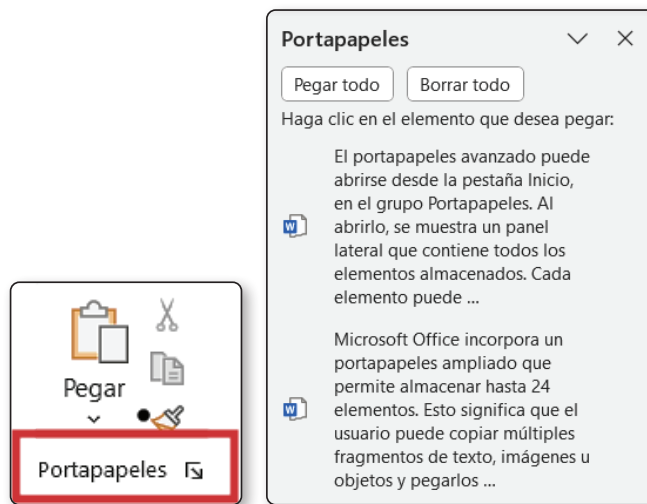 Pegar
Portapapeles
Portapapeles
Pegar todo
Borrar todo
Haga clic en el elemento que desea pegar:
El portapapeles avanzado puede
abrirse desde la pestaña Inicio,
en el grupo Portapapeles. Al
abrirlo, se muestra un panel
lateral que contiene todos los
elementos almacenados. Cada
elemento puede ...
Microsoft Office incorpora un
portapapeles ampliado que
permite almacenar hasta 24
elementos. Esto significa que el
usuario puede copiar múltiples
fragmentos de texto, imágenes u
objetos y pegarlos ...